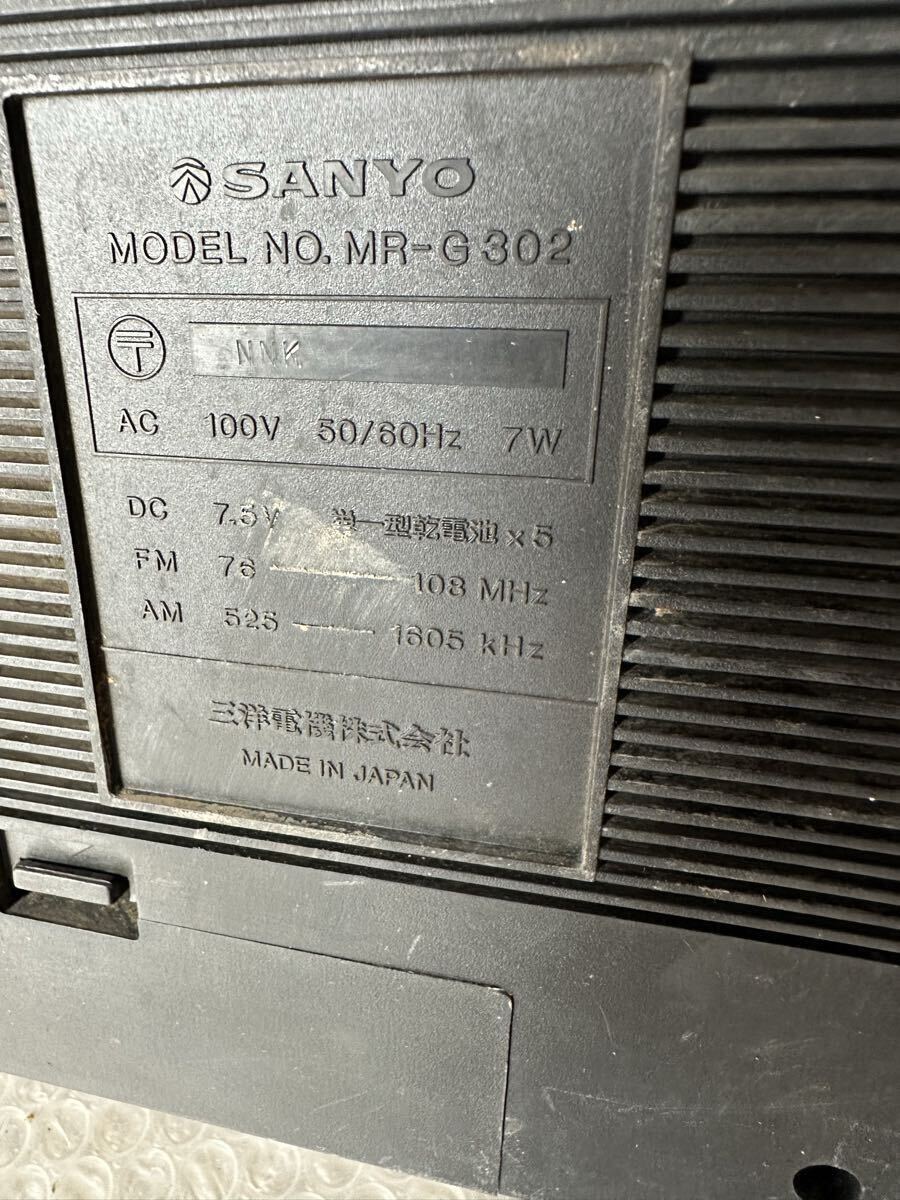 SANYO
MODEL NO. MR-G302
〒 NNK
AC 100V 50/60Hz 7W
DC 7.5V 単一型乾電池×5
FM 76 — 108 MHz
AM 525 — 1605 kHz
三洋電機株式会社
MADE IN JAPAN